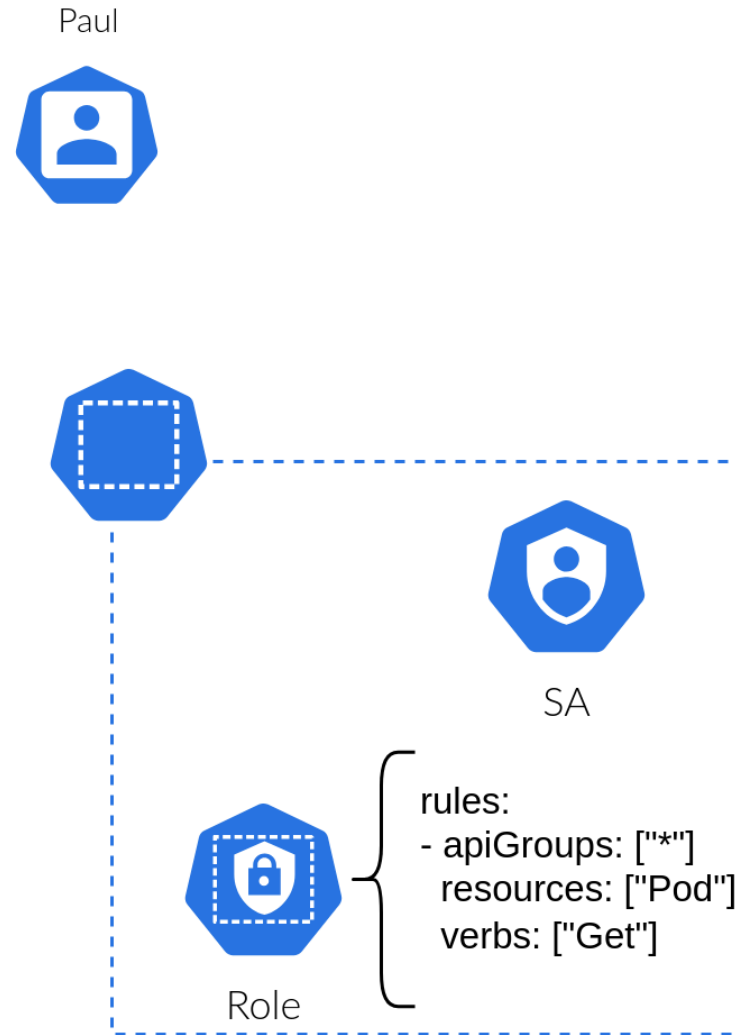 Paul
SA
rules:
- apiGroups: ["*"]
resources: ["Pod"]
verbs: ["Get"]
Role